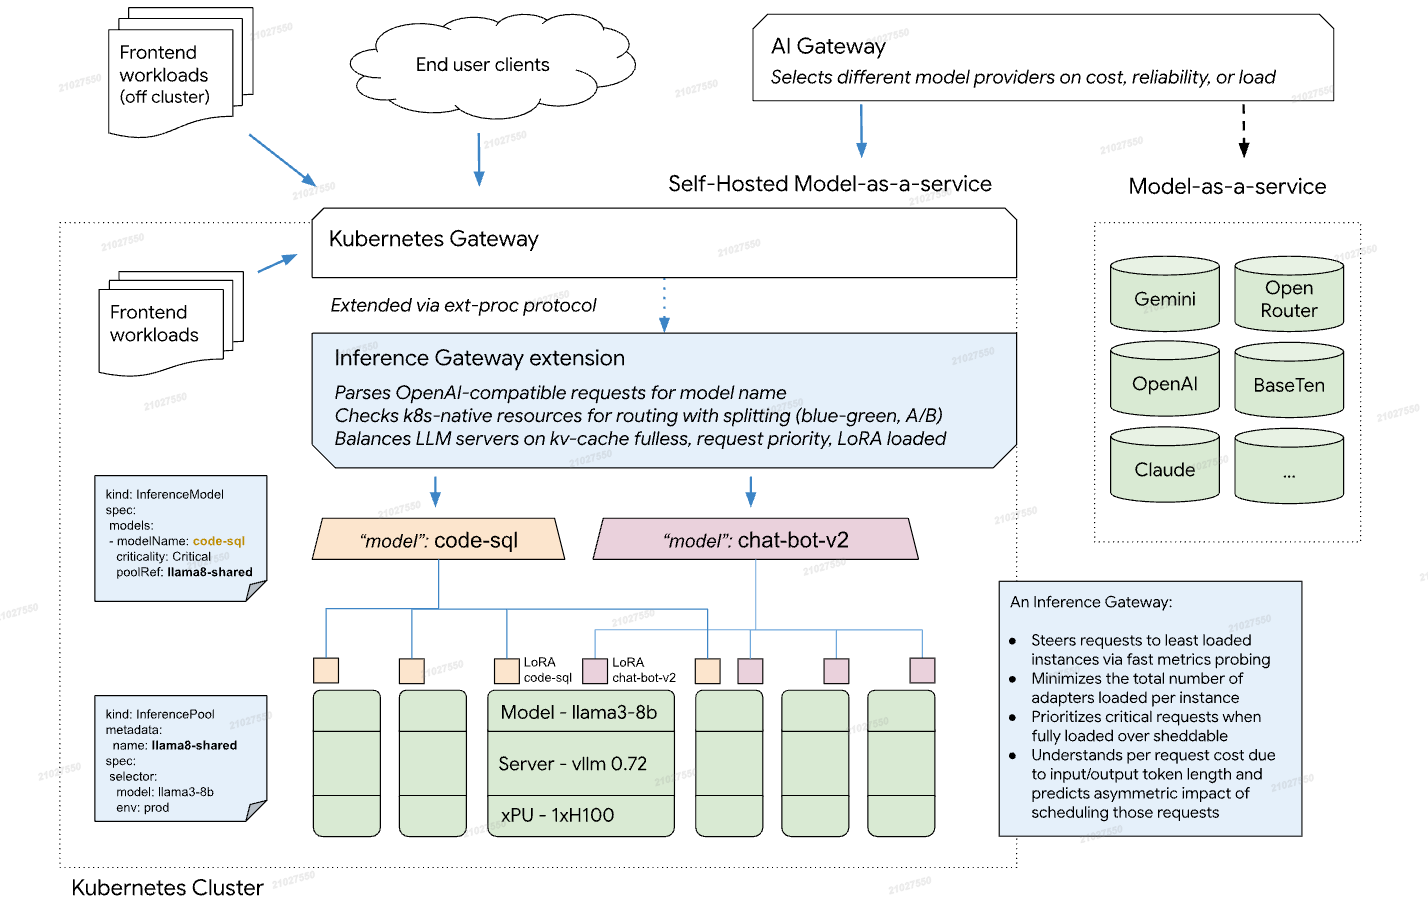 Frontend
workloads
(off cluster)
End user clients
AI Gateway
Selects different model providers on cost, reliability, or load
Self-Hosted Model-as-a-service
Model-as-a-service
Kubernetes Gateway
Extended via ext-proc protocol
Frontend
workloads
Inference Gateway extension
Parses OpenAI-compatible requests for model name
Checks k8s-native resources for routing with splitting (blue-green, A/B)
Balances LLM servers on kv-cache fulless, request priority, LoRA loaded
Gemini
Open
Router
OpenAI
BaseTen
Claude
...
kind: InferenceModel
spec:
models:
- modelName: code-sql
criticality: Critical
poolRef: llama8-shared
“model”: code-sql
“model”: chat-bot-v2
LoRA
code-sql
LoRA
chat-bot-v2
kind: InferencePool
metadata:
name: llama8-shared
spec:
selector:
model: llama3-8b
env: prod
Model - llama3-8b
Server - vllm 0.72
xPU - 1xH100
An Inference Gateway:
● Steers requests to least loaded
instances via fast metrics probing
● Minimizes the total number of
adapters loaded per instance
● Prioritizes critical requests when
fully loaded over sheddable
● Understands per request cost due
to input/output token length and
predicts asymmetric impact of
scheduling those requests
Kubernetes Cluster
21027550